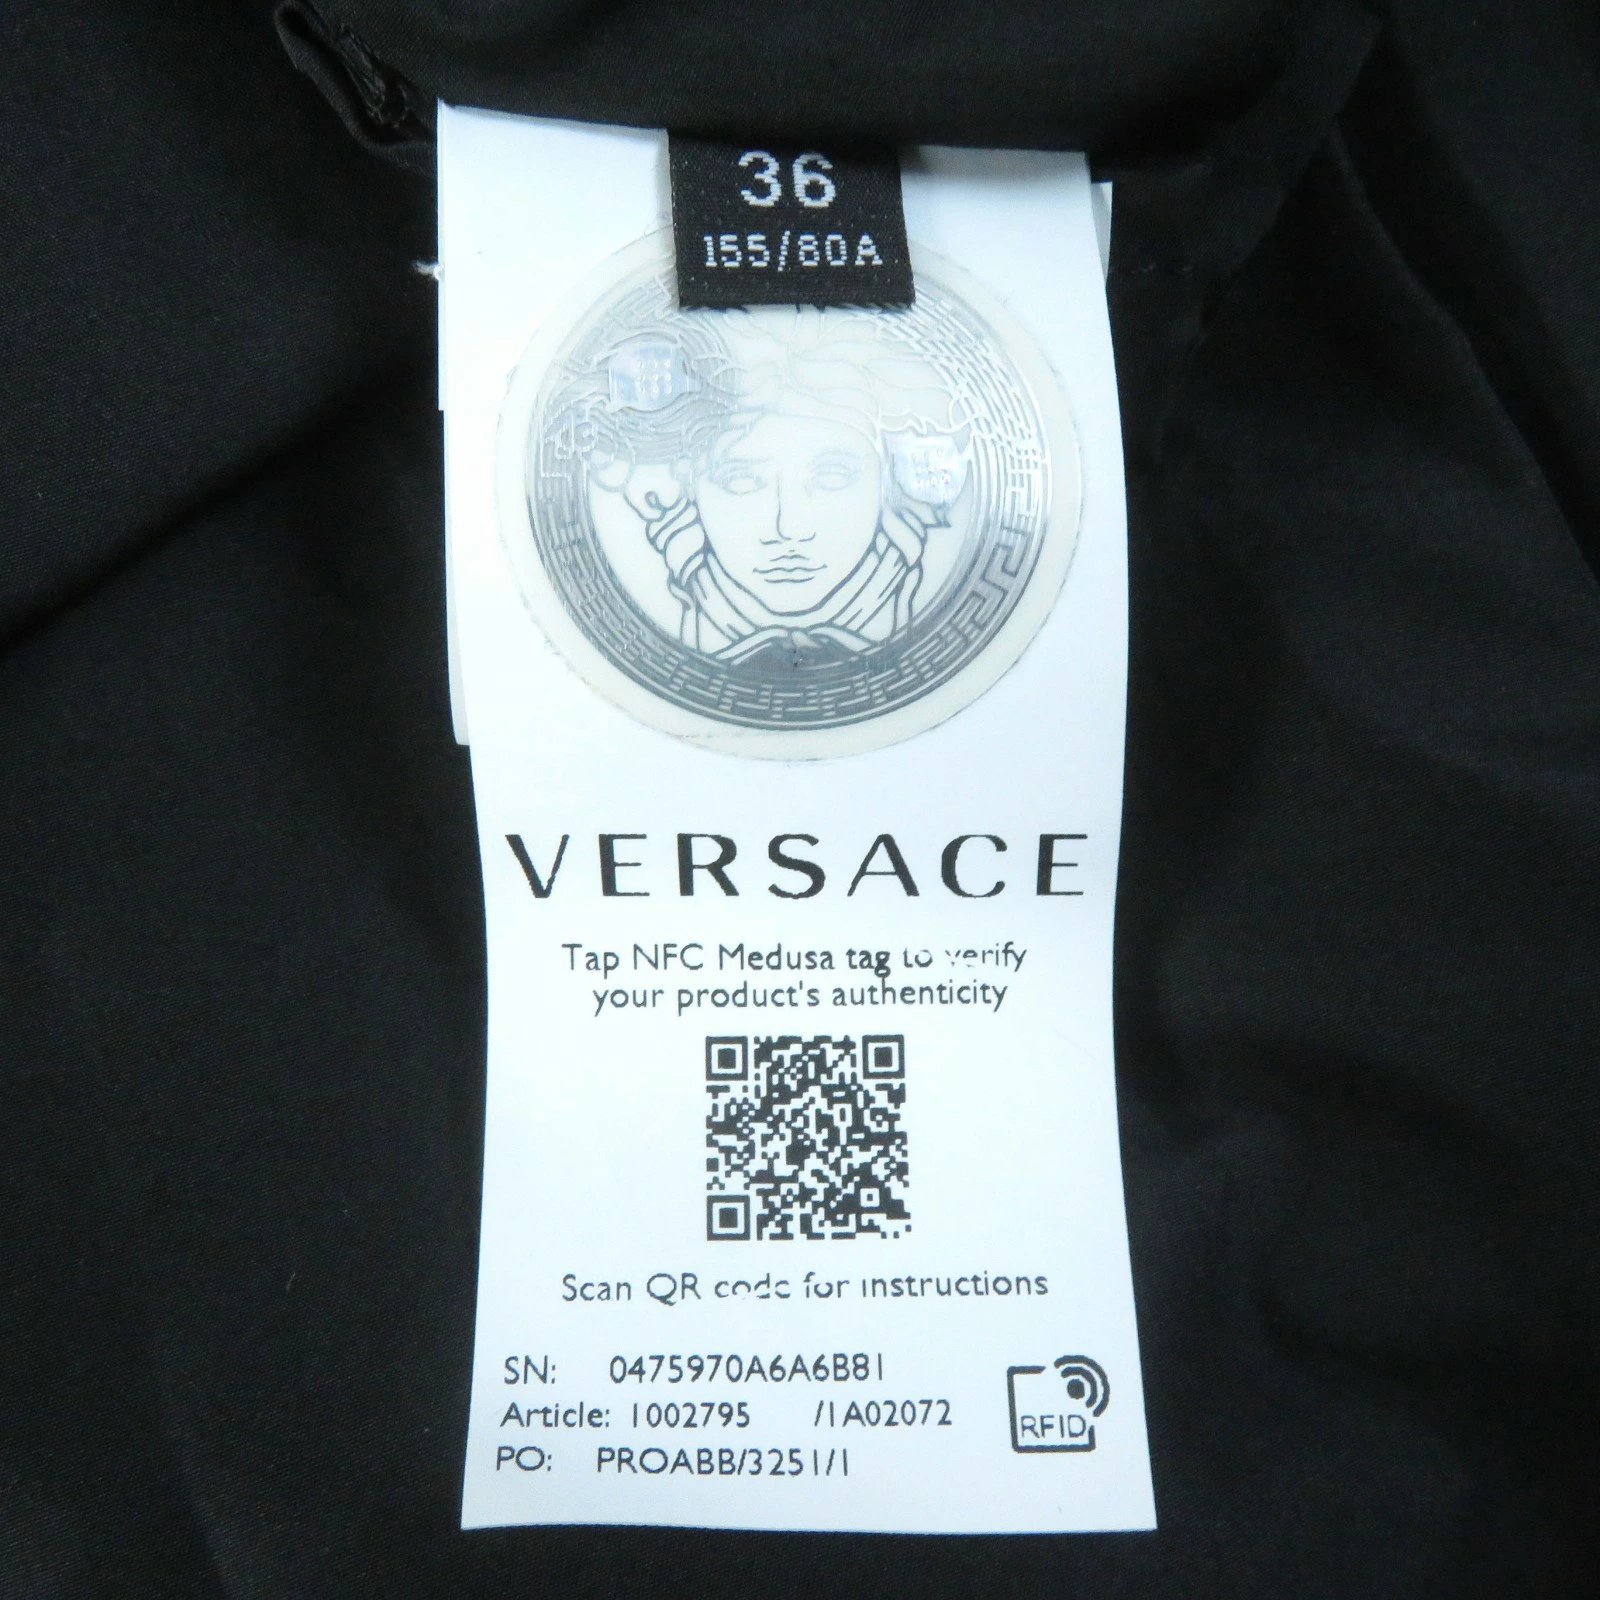 36
155/80A
VERSACE
Tap NFC Medusa tag to verify
your product's authenticity
Scan QR code for instructions
SN: 0475970A6A6B81
Article: 1002795 /1A02072
PO: PROABB/3251/1
RFID